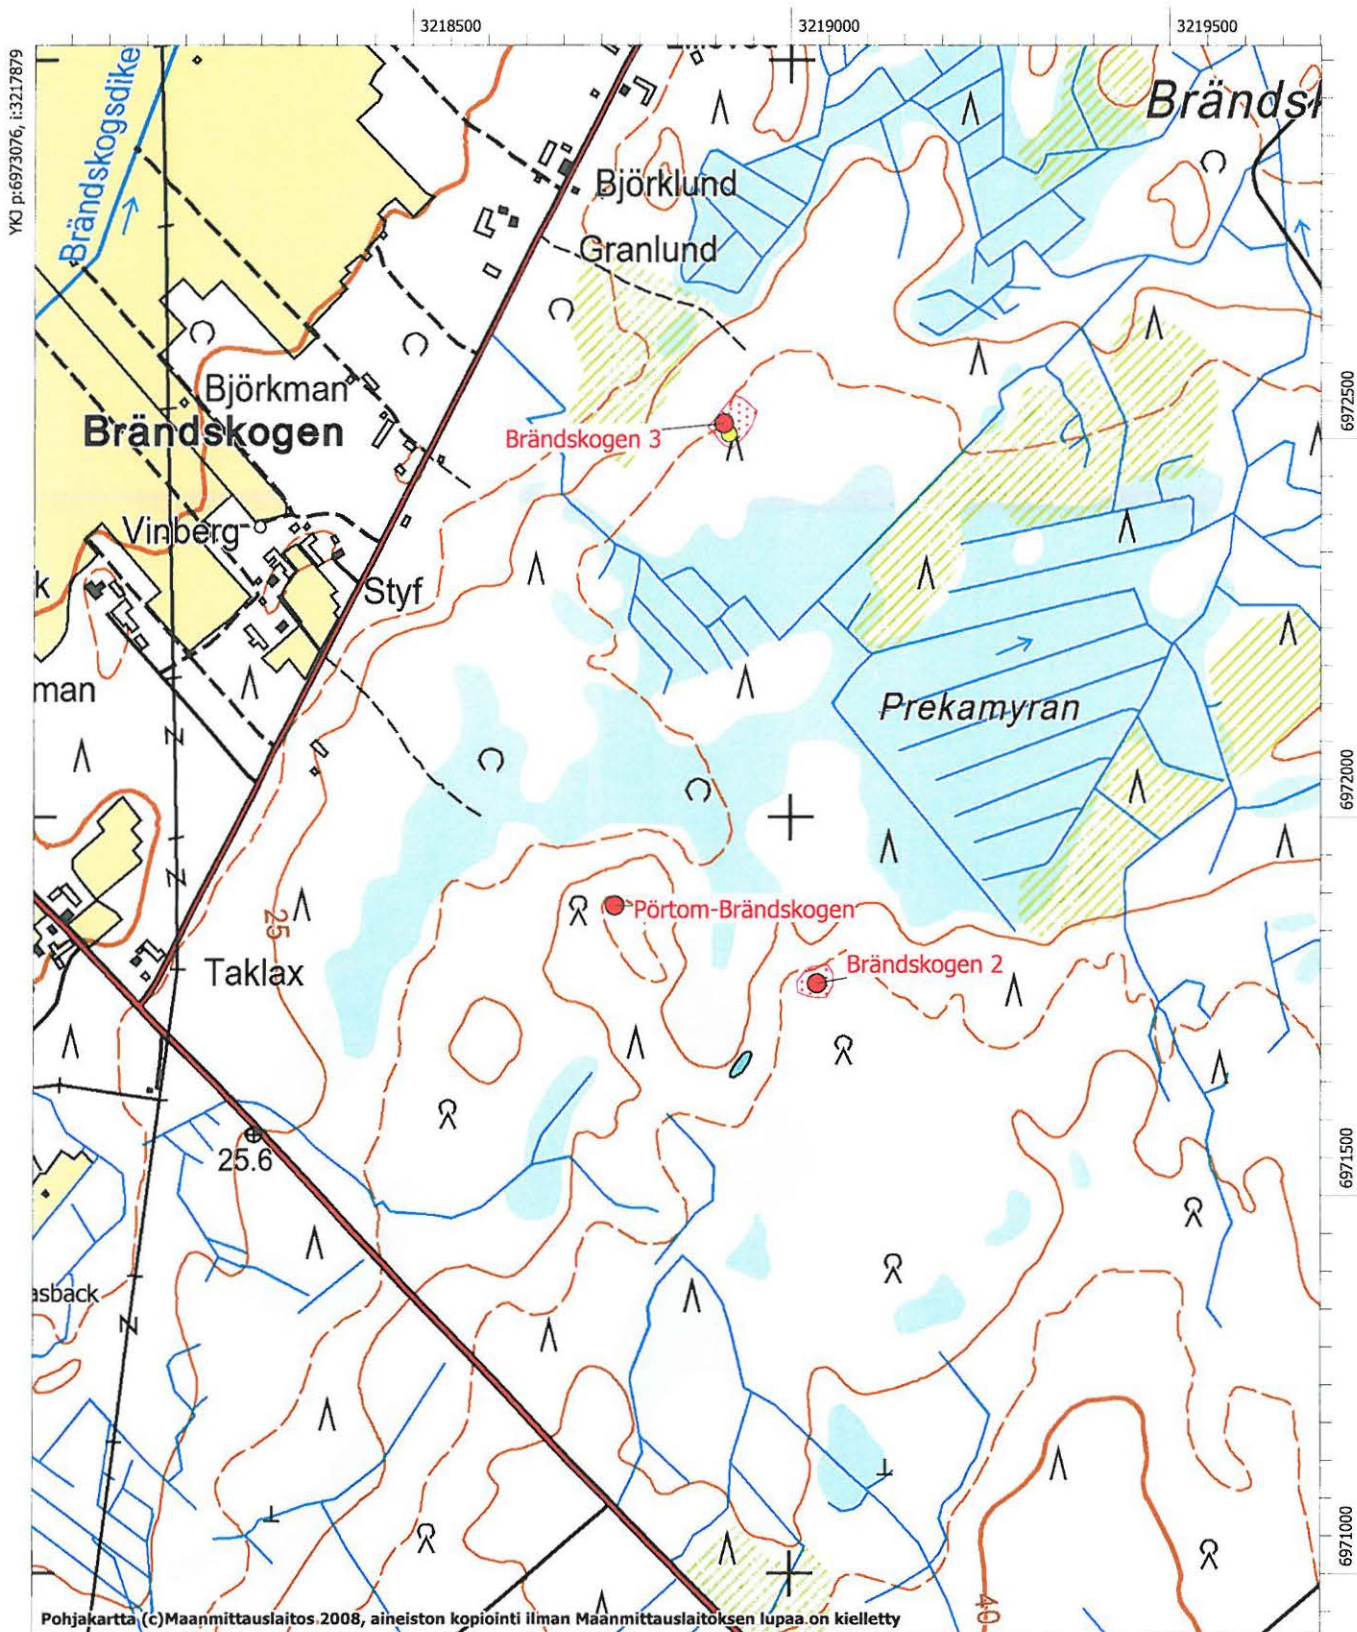 3218500
3219000
3219500
YKJ p:6973076, i:3217879
Brändskogsdike
Brändsk
Björklund
Granlund
Björkman
Brändskogen
6972500
Brändskogen 3
Vinberg
k
Styf
man
Prekamyran
6972000
Pörtom-Brändskogen
25
Taklax
Brändskogen 2
25.6
6971500
asback
6971000
40
Pohjakartta (c)Maanmittauslaitos 2008, aineiston kopiointi ilman Maanmittauslaitoksen lupaa on kielletty